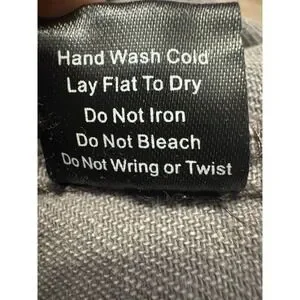 Hand Wash Cold
Lay Flat To Dry
Do Not Iron
Do Not Bleach
Do Not Wring or Twist